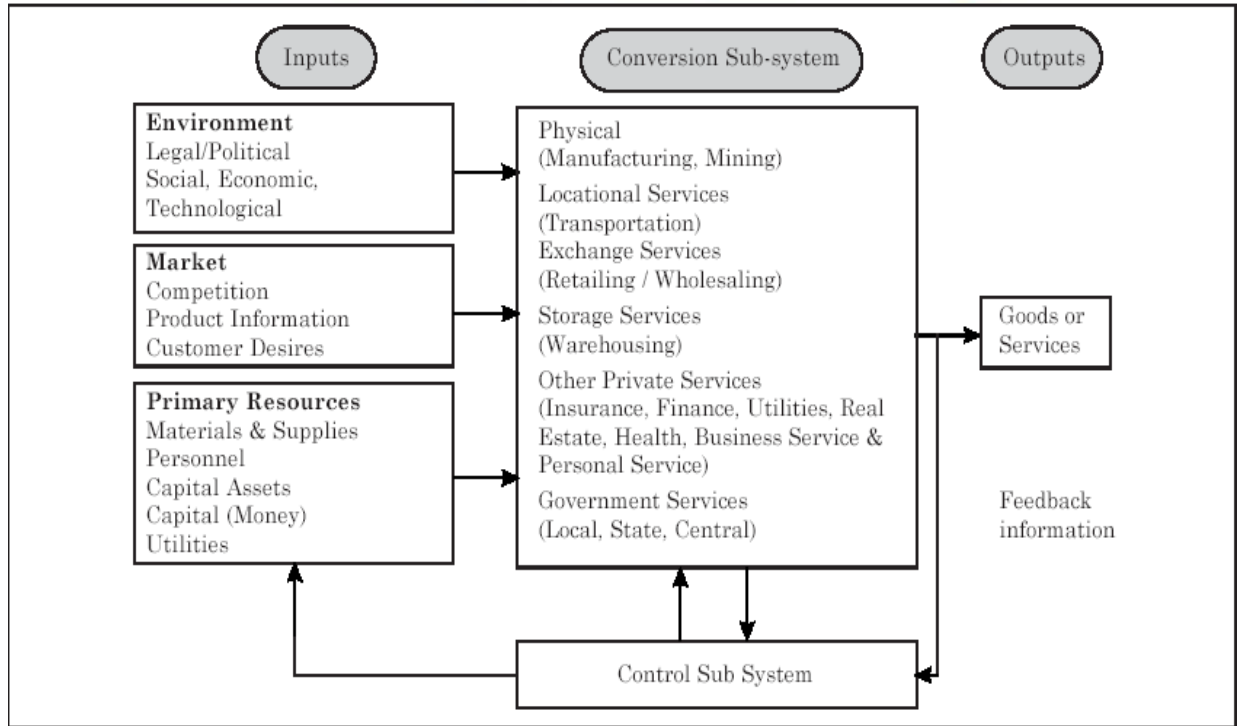 Inputs
Conversion Sub-system
Outputs
Environment
Legal/Political
Social, Economic,
Technological
Market
Competition
Product Information
Customer Desires
Primary Resources
Materials & Supplies
Personnel
Capital Assets
Capital (Money)
Utilities
Physical
(Manufacturing, Mining)
Locational Services
(Transportation)
Exchange Services
(Retailing / Wholesaling)
Storage Services
(Warehousing)
Other Private Services
(Insurance, Finance, Utilities, Real
Estate, Health, Business Service &
Personal Service)
Government Services
(Local, State, Central)
Goods or
Services
Feedback
information
Control Sub System